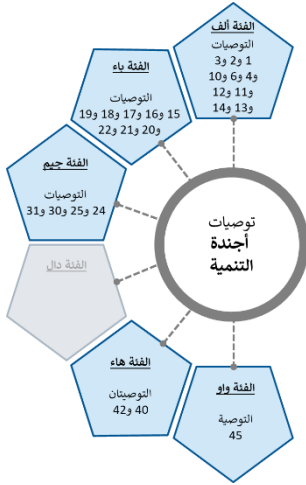 الفئة ألف
التوصيات
1 و2 و3
و4 و6 و10
و11 و12
و13 و14
الفئة باء
التوصيات
15 و16 و17 و18 و19
و20 و21 و22
الفئة جيم
التوصيات
24 و25 و30 و31
الفئة دال
الفئة هاء
التوصيتان
40 و42
الفئة واو
التوصية
45
توصيات
أجندة
التنمية